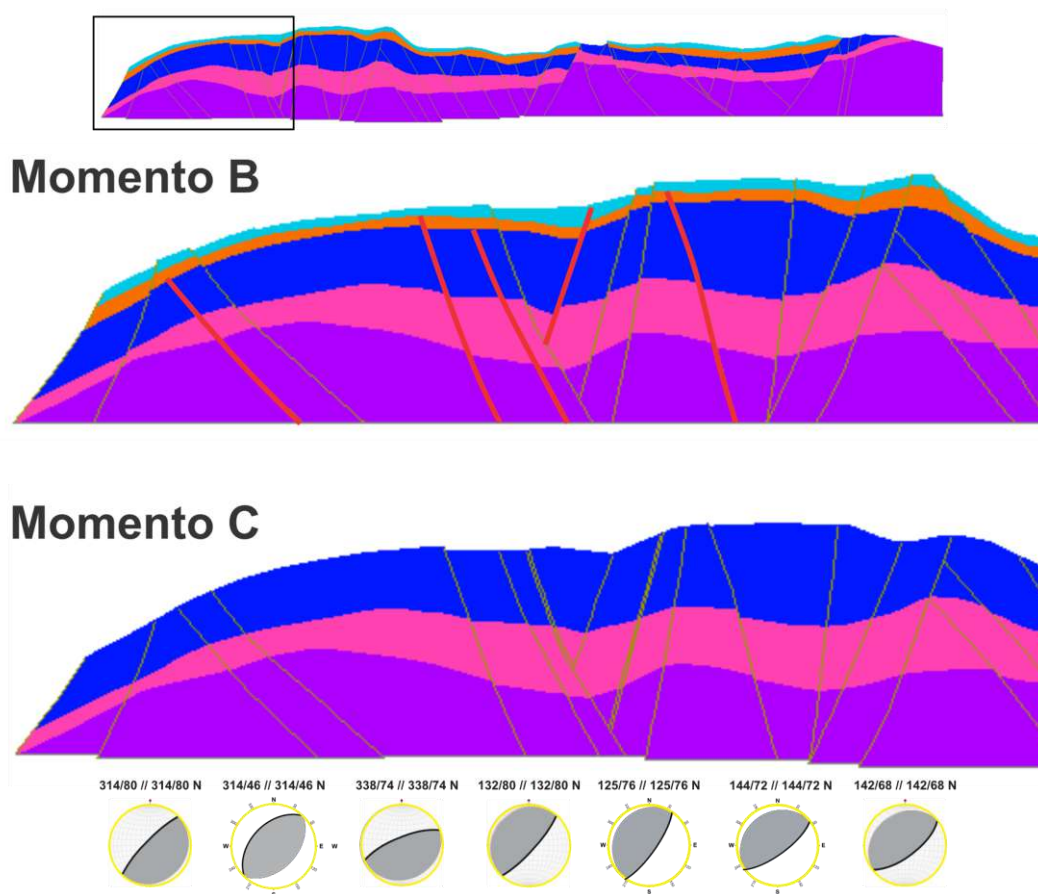 Momento B
Momento C
314/80 // 314/80 N 314/46 // 314/46 N 338/74 // 338/74 N 132/80 // 132/80 N 125/76 // 125/76 N 144/72 // 144/72 N 142/68 // 142/68 N
N N N
W E W W E W E
S S S